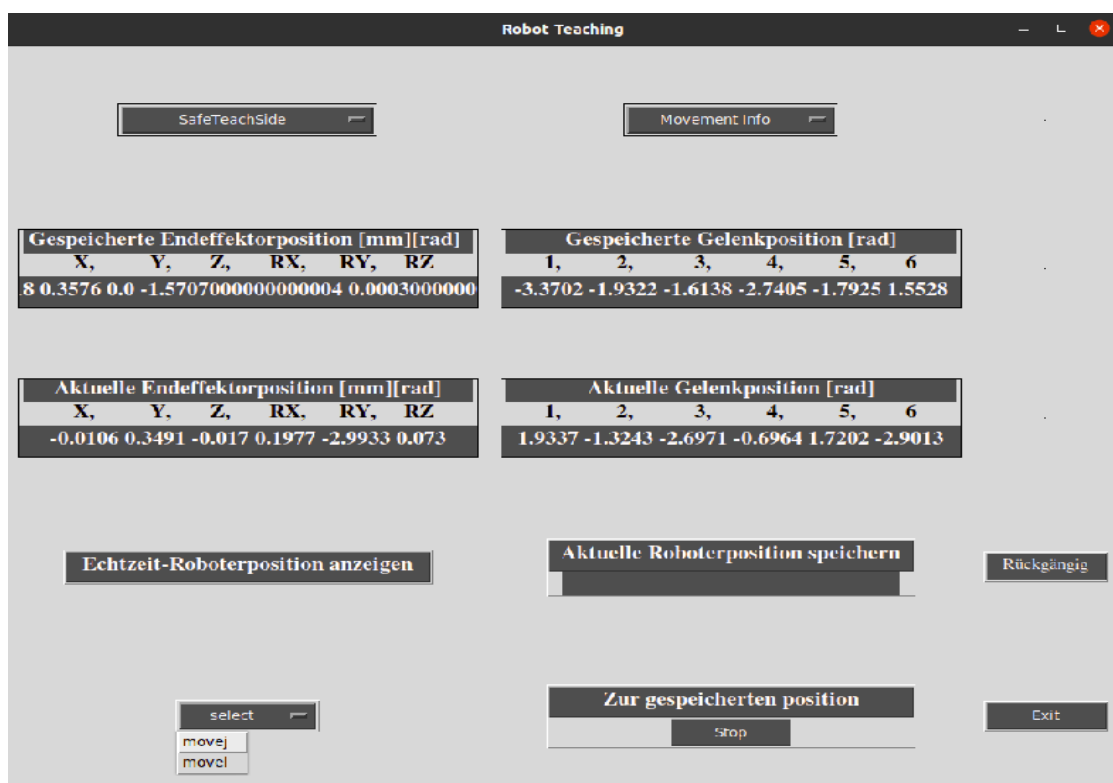 Robot Teaching
SafeTeachSide
Movement Info
Gespeicherte Endeffektorposition [mm][rad]
X, Y, Z, RX, RY, RZ
.8 0.3576 0.0 -1.5707000000000004 0.0003000000
Gespeicherte Gelenkposition [rad]
1, 2, 3, 4, 5, 6
-3.3702 -1.9322 -1.6138 -2.7405 -1.7925 1.5528
Aktuelle Endeffektorposition [mm][rad]
X, Y, Z, RX, RY, RZ
-0.0106 0.3491 -0.017 0.1977 -2.9933 0.073
Aktuelle Gelenkposition [rad]
1, 2, 3, 4, 5, 6
1.9337 -1.3243 -2.6971 -0.6964 1.7202 -2.9013
Echtzeit-Roboterposition anzeigen
Aktuelle Roboterposition speichern
Rückgängig
select
movej
movel
Zur gespeicherten position
Stop
Exit